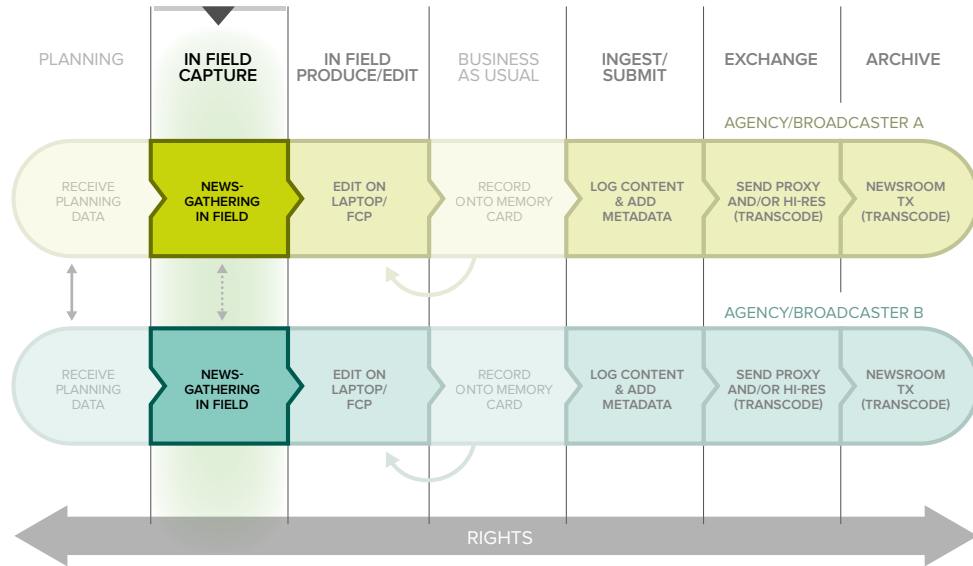 PLANNING
IN FIELD
CAPTURE
IN FIELD
PRODUCE/EDIT
BUSINESS
AS USUAL
INGEST/
SUBMIT
EXCHANGE
ARCHIVE
AGENCY/BROADCASTER A
RECEIVE
PLANNING
DATA
NEWS-
GATHERING
IN FIELD
EDIT ON
LAPTOP/
FCP
RECORD
ONTO MEMORY
CARD
LOG CONTENT
& ADD
METADATA
SEND PROXY
AND/OR HI-RES
(TRANSCODE)
NEWSROOM
TX
(TRANSCODE)
AGENCY/BROADCASTER B
RECEIVE
PLANNING
DATA
NEWS-
GATHERING
IN FIELD
EDIT ON
LAPTOP/
FCP
RECORD
ONTO MEMORY
CARD
LOG CONTENT
& ADD
METADATA
SEND PROXY
AND/OR HI-RES
(TRANSCODE)
NEWSROOM
TX
(TRANSCODE)
RIGHTS